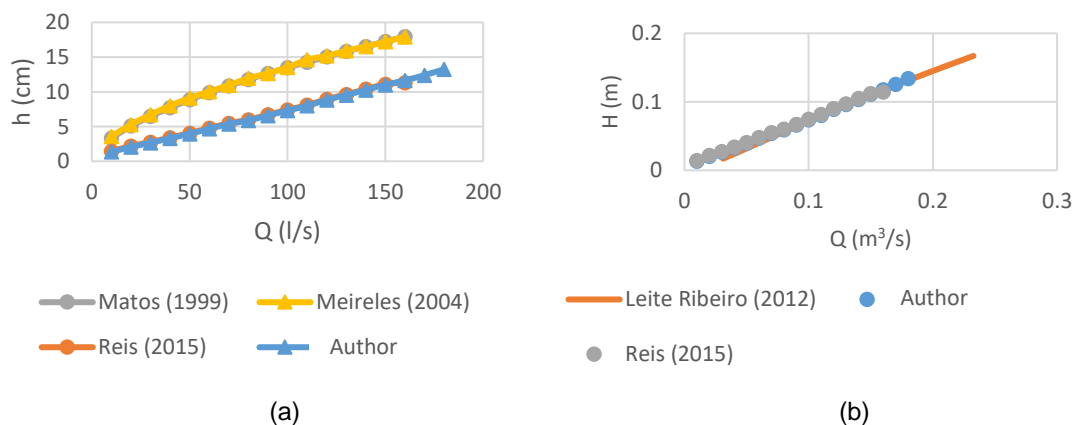 20
15
10
5
0
h (cm)
0 50 100 150 200
Q (l/s)
Matos (1999) Meireles (2004)
Reis (2015) Author
(a)
0.2
0.1
0
H (m)
0 0.1 0.2 0.3
Q (m³/s)
Leite Ribeiro (2012) Author
Reis (2015)
(b)